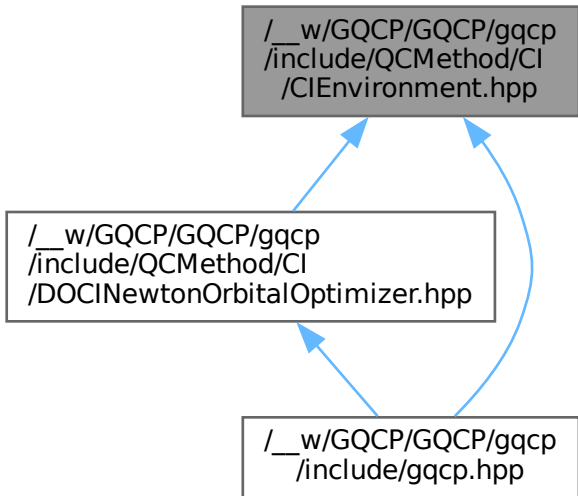 /__w/GQCP/GQCP/gqcp
/include/QCMethod/CI
/CIEnvironment.hpp
/__w/GQCP/GQCP/gqcp
/include/QCMethod/CI
/DOCINewtonOrbitalOptimizer.hpp
/__w/GQCP/GQCP/gqcp
/include/gqcp.hpp